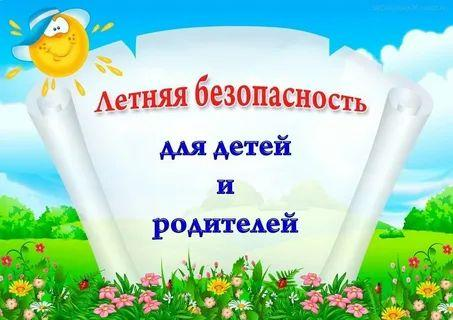 Летняя безопасность
для детей
и
родителей